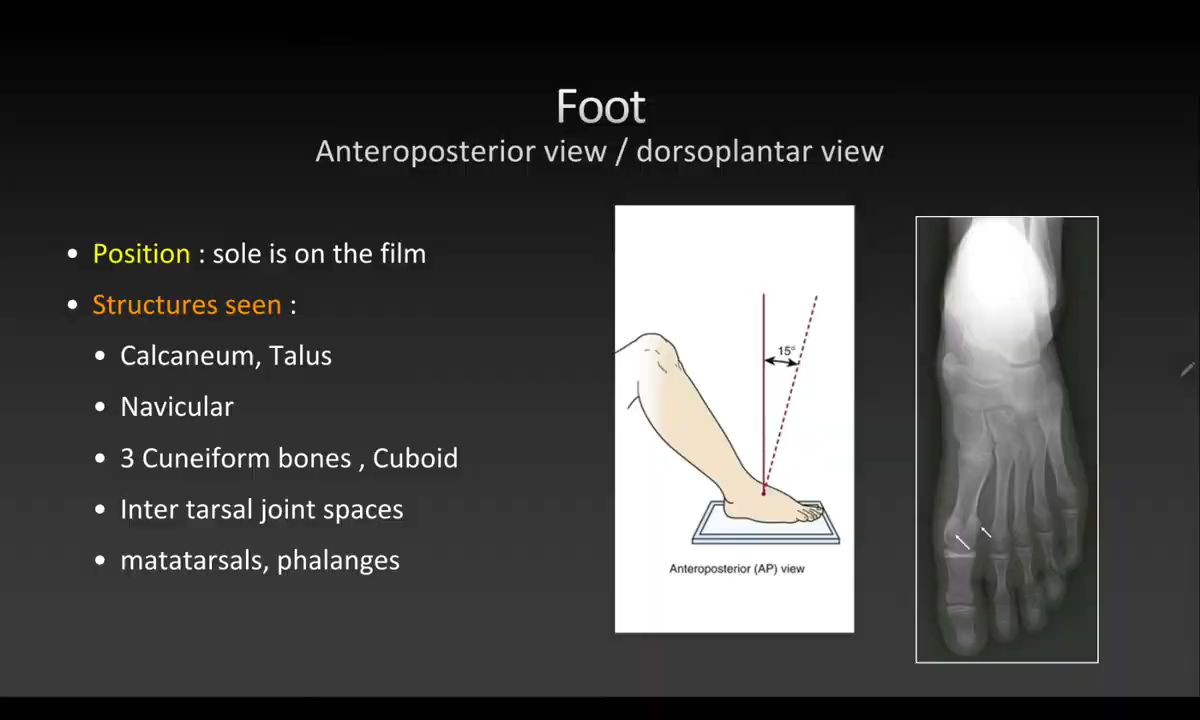 Foot
Anteroposterior view / dorsoplantar view
• Position : sole is on the film
• Structures seen :
• Calcaneum, Talus
• Navicular
• 3 Cuneiform bones , Cuboid
• Inter tarsal joint spaces
• matatarsals, phalanges
15°
Anteroposterior (AP) view